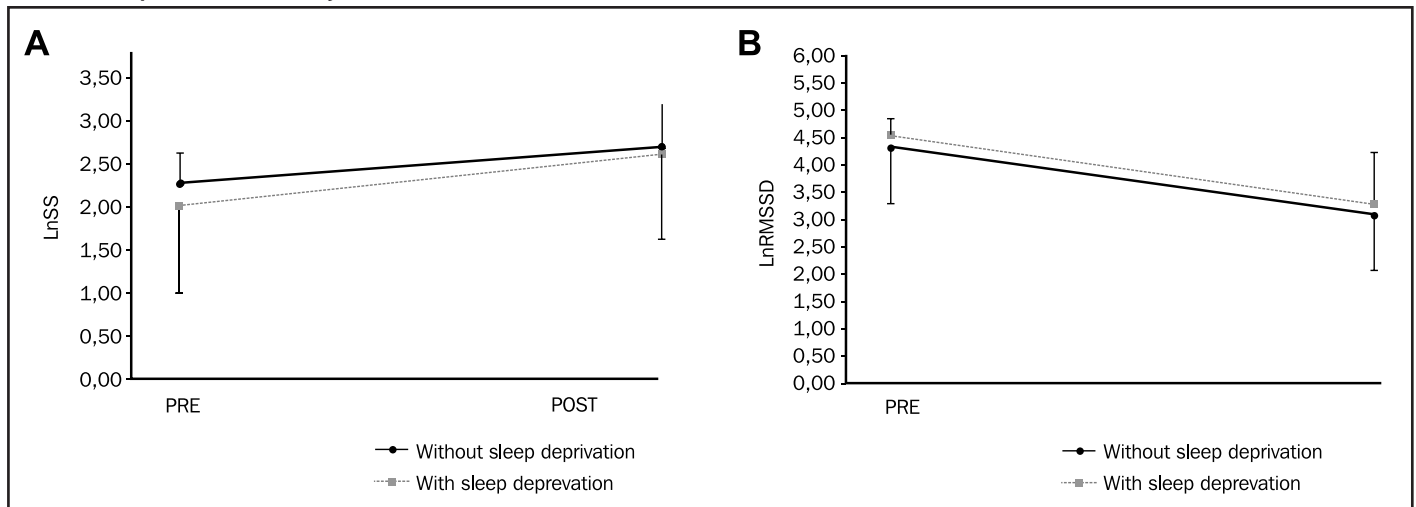 A
LnSS
3,50
3,00
2,50
2,00
1,50
1,00
0,50
0,00
PRE
POST
Without sleep deprivation
With sleep deprevation
B
LnRMSSD
6,00
5,50
5,00
4,50
4,00
3,50
3,00
2,50
2,00
1,50
1,00
0,50
0,00
PRE
Without sleep deprivation
With sleep deprevation